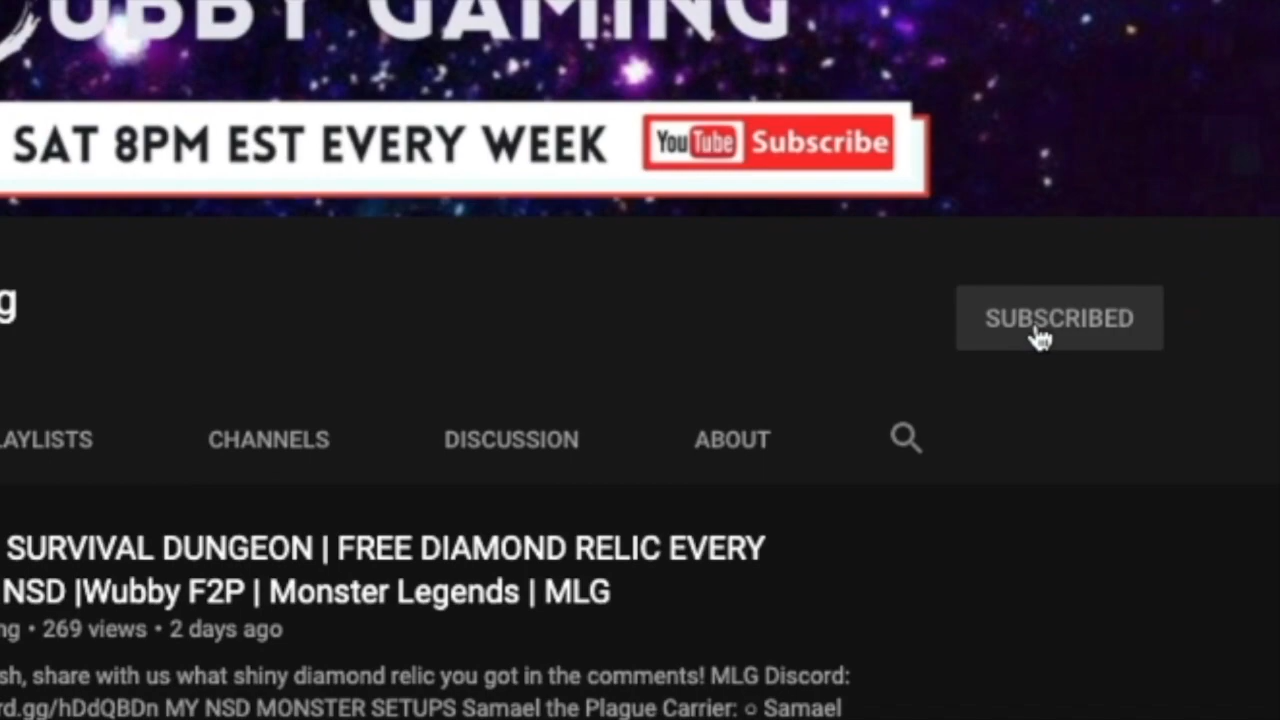 UBBY GAMING
SAT 8PM EST EVERY WEEK
YouTube Subscribe
g
SUBSCRIBED
LAYLISTS
CHANNELS
DISCUSSION
ABOUT
SURVIVAL DUNGEON | FREE DIAMOND RELIC EVERY
NSD |Wubby F2P | Monster Legends | MLG
ng • 269 views • 2 days ago
sh, share with us what shiny diamond relic you got in the comments! MLG Discord:
rd.gg/hDdQBDn MY NSD MONSTER SETUPS Samael the Plague Carrier: ○ Samael